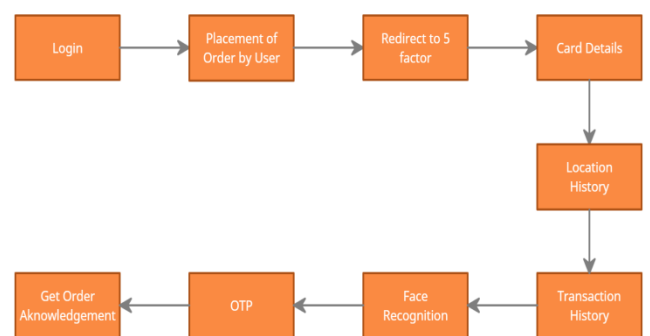 Login
Placement of
Order by User
Redirect to 5
factor
Card Details
Location
History
Transaction
History
Face
Recognition
OTP
Get Order
Aknowledgement